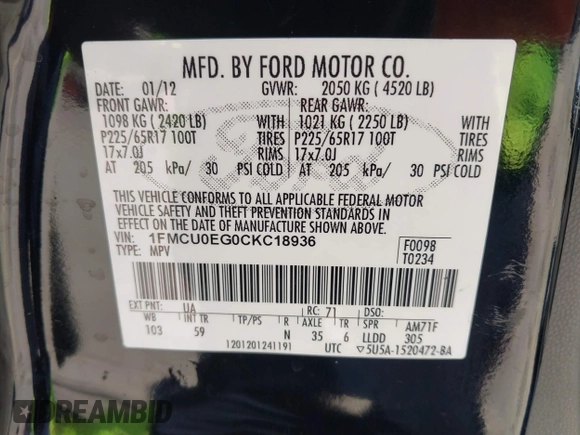 MFD. BY FORD MOTOR CO.
DATE: 01/12 GVWR: 2050 KG ( 4520 LB)
FRONT GAWR: REAR GAWR:
1098 KG ( 2420 LB) WITH 1021 KG ( 2250 LB) WITH
P225/65R17 100T TIRES P225/65R17 100T TIRES
17x7.0J RIMS 17x7.0J RIMS
AT 205 kPa/ 30 PSI COLD AT 205 kPa/ 30 PSI COLD
THIS VEHICLE CONFORMS TO ALL APPLICABLE FEDERAL MOTOR
VEHICLE SAFETY AND THEFT PREVENTION STANDARDS IN
EFFECT ON THE DATE OF MANUFACTURE SHOWN ABOVE.
VIN: 1FMCU0EG0CKC18936 F0098
TYPE: MPV T0234
EXT PNT: UA RC: 71 DSO:
WB INT TR TP/PS R AXLE TR SPR AM71F
103 59 N 35 6 LLDD 305
1201201241191 UTC ▽5U5A-1520472-BA
Ford
DREAMBID